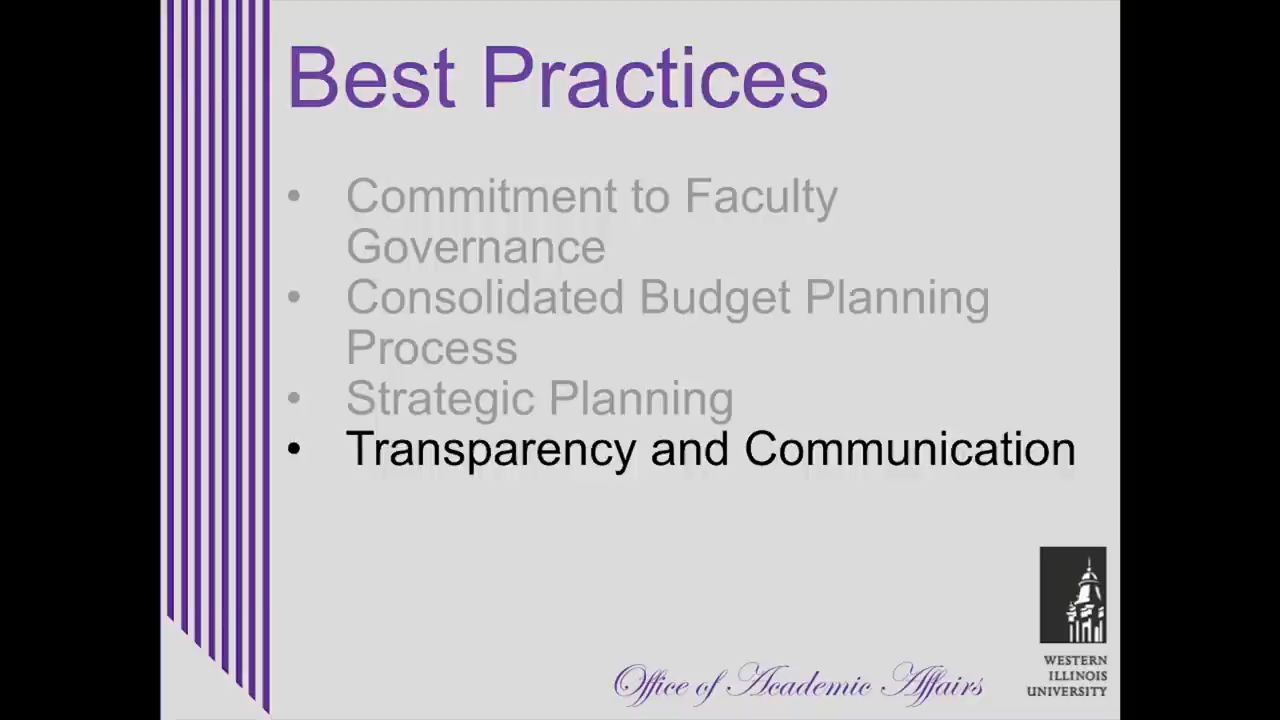 Best Practices
• Commitment to Faculty
Governance
• Consolidated Budget Planning
Process
• Strategic Planning
• Transparency and Communication
Office of Academic Affairs
WESTERN
ILLINOIS
UNIVERSITY